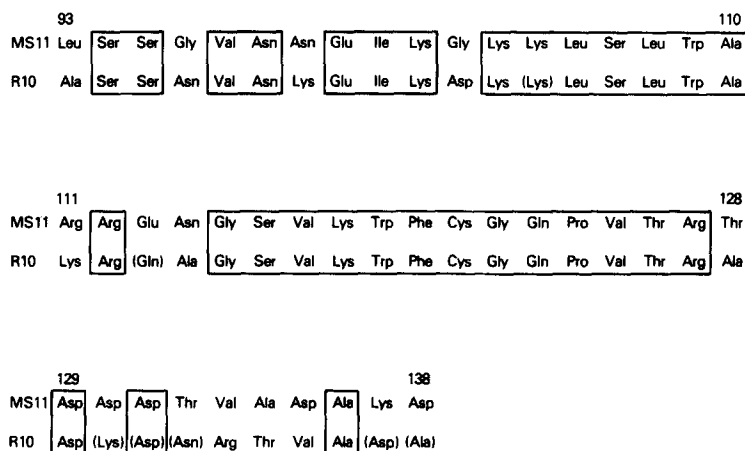 93 110
MS11 Leu Ser Ser Gly Val Asn Asn Glu Ile Lys Gly Lys Lys Leu Ser Leu Trp Ala
R10 Ala Ser Ser Asn Val Asn Lys Glu Ile Lys Asp Lys (Lys) Leu Ser Leu Trp Ala
111 128
MS11 Arg Arg Glu Asn Gly Ser Val Lys Trp Phe Cys Gly Gln Pro Val Thr Arg Thr
R10 Lys Arg (Gln) Ala Gly Ser Val Lys Trp Phe Cys Gly Gln Pro Val Thr Arg Ala
129 138
MS11 Asp Asp Asp Thr Val Ala Asp Ala Lys Asp
R10 Asp (Lys) (Asp) (Asn) Arg Thr Val Ala (Asp) (Ala)